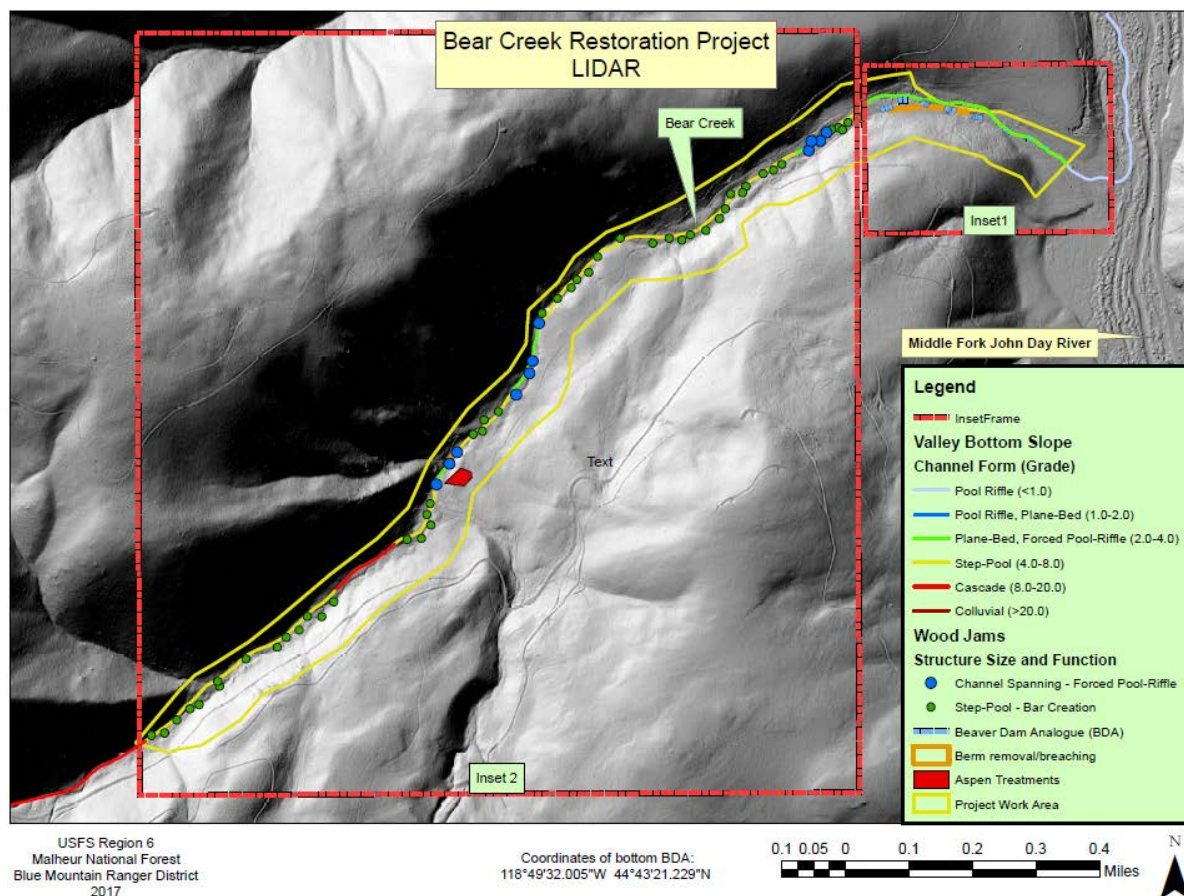 Bear Creek Restoration Project
LIDAR
Bear Creek
Inset1
Middle Fork John Day River
Text
Inset 2
Legend
InsetFrame
Valley Bottom Slope
Channel Form (Grade)
Pool Riffle (<1.0)
Pool Riffle, Plane-Bed (1.0-2.0)
Plane-Bed, Forced Pool-Riffle (2.0-4.0)
Step-Pool (4.0-8.0)
Cascade (8.0-20.0)
Colluvial (>20.0)
Wood Jams
Structure Size and Function
Channel Spanning - Forced Pool-Riffle
Step-Pool - Bar Creation
Beaver Dam Analogue (BDA)
Berm removal/breaching
Aspen Treatments
Project Work Area
USFS Region 6
Malheur National Forest
Blue Mountain Ranger District
2017
Coordinates of bottom BDA:
118°49'32.005"W 44°43'21.229"N
0.1 0.05 0 0.1 0.2 0.3 0.4
Miles
N